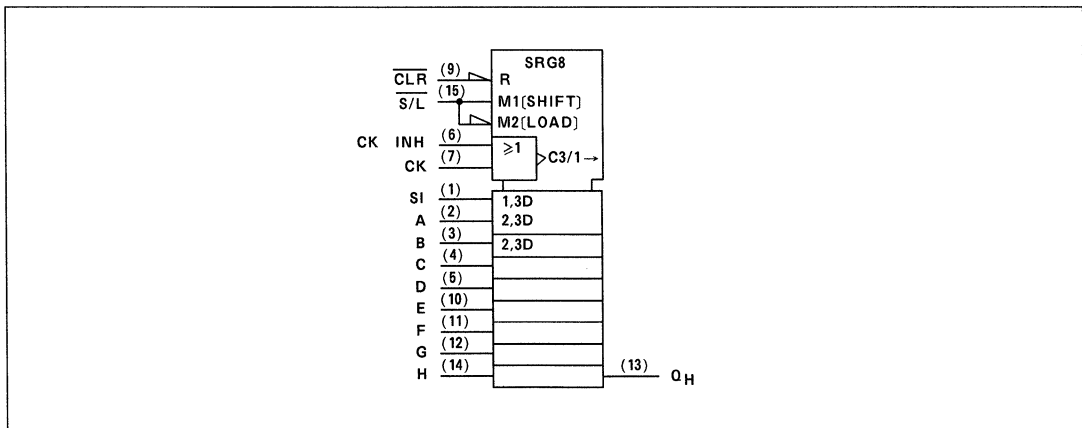 SRG8
C̅L̅R̅ (9) R
S̅/̅L̅ (15) M1[SHIFT]
M2[LOAD]
CK INH (6) ≥1
CK (7) C3/1→
SI (1) 1,3D
A (2) 2,3D
B (3) 2,3D
C (4)
D (5)
E (10)
F (11)
G (12)
H (14) (13) QH